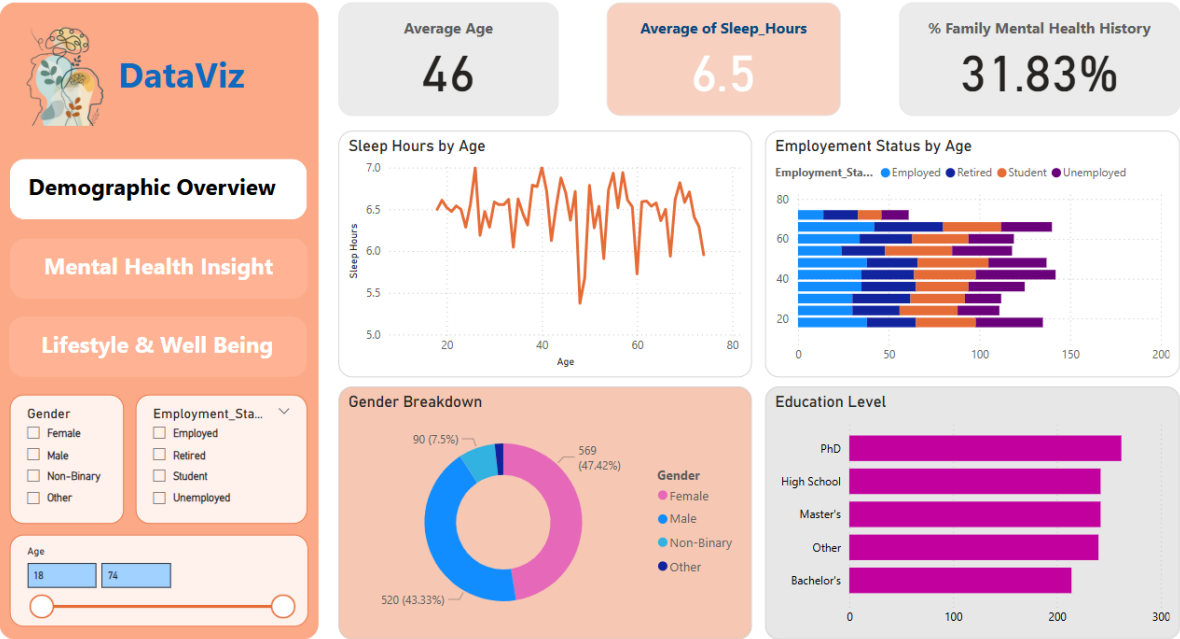 DataViz
Demographic Overview
Mental Health Insight
Lifestyle & Well Being
Gender
Female
Male
Non-Binary
Other
Employment_Sta...
Employed
Retired
Student
Unemployed
Age
18 74
Average Age
46
Average of Sleep_Hours
6.5
% Family Mental Health History
31.83%
Sleep Hours by Age
Sleep Hours
7.0
6.5
6.0
5.5
5.0
20 40 60 80
Age
Employement Status by Age
Employment_Sta... Employed Retired Student Unemployed
80
60
40
20
0 50 100 150 200
Gender Breakdown
90 (7.5%)
569
(47.42%)
520 (43.33%)
Gender
Female
Male
Non-Binary
Other
Education Level
PhD
High School
Master's
Other
Bachelor's
0 100 200 300